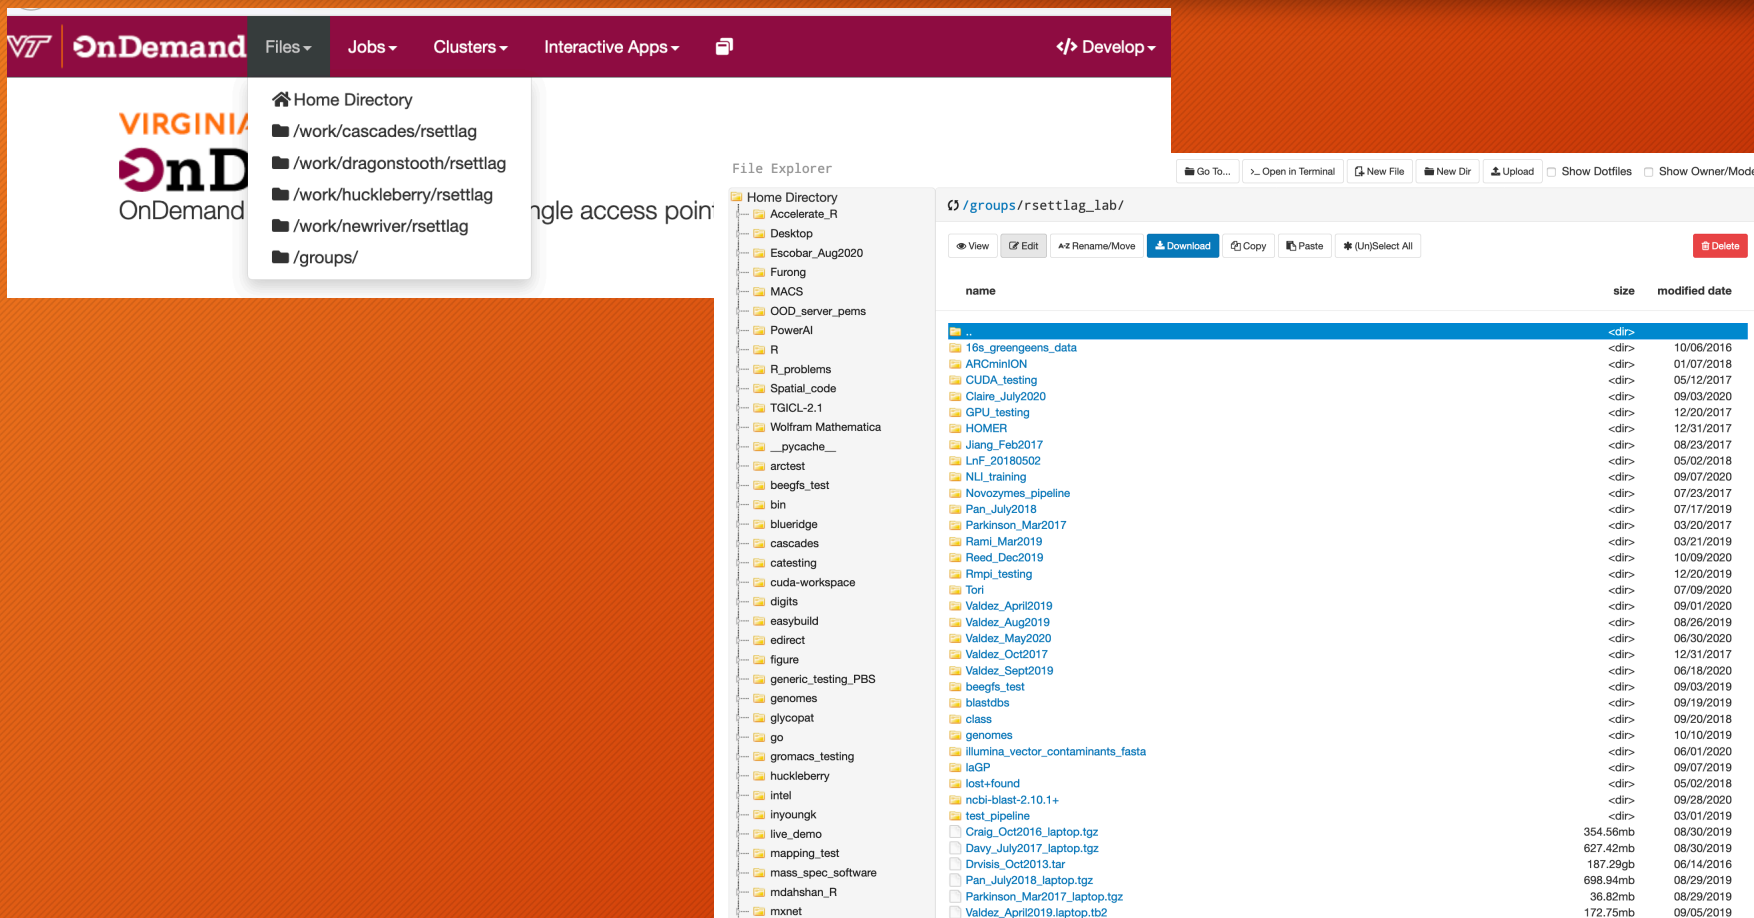 VT OnDemand Files Jobs Clusters Interactive Apps </> Develop
Home Directory
/work/cascades/rsettlag
/work/dragonstooth/rsettlag
/work/huckleberry/rsettlag
/work/newriver/rsettlag
/groups/
VIRGINIA
OnD
OnDemand ngle access point
File Explorer
Go To... >_ Open in Terminal New File New Dir Upload Show Dotfiles Show Owner/Mode
Home Directory
Accelerate_R
Desktop
Escobar_Aug2020
Furong
MACS
OOD_server_pems
PowerAI
R
R_problems
Spatial_code
TGICL-2.1
Wolfram Mathematica
__pycache__
arctest
beegfs_test
bin
blueridge
cascades
catesting
cuda-workspace
digits
easybuild
edirect
figure
generic_testing_PBS
genomes
glycopat
go
gromacs_testing
huckleberry
intel
inyoungk
live_demo
mapping_test
mass_spec_software
mdahshan_R
mxnet
/groups/rsettlag_lab/
View Edit A-Z Rename/Move Download Copy Paste (Un)Select All Delete
name size modified date
.. <dir>
16s_greengeens_data <dir> 10/06/2016
ARCminION <dir> 01/07/2018
CUDA_testing <dir> 05/12/2017
Claire_July2020 <dir> 09/03/2020
GPU_testing <dir> 12/20/2017
HOMER <dir> 12/31/2017
Jiang_Feb2017 <dir> 08/23/2017
LnF_20180502 <dir> 05/02/2018
NLI_training <dir> 09/07/2020
Novozymes_pipeline <dir> 07/23/2017
Pan_July2018 <dir> 07/17/2019
Parkinson_Mar2017 <dir> 03/20/2017
Rami_Mar2019 <dir> 03/21/2019
Reed_Dec2019 <dir> 10/09/2020
Rmpi_testing <dir> 12/20/2019
Tori <dir> 07/09/2020
Valdez_April2019 <dir> 09/01/2020
Valdez_Aug2019 <dir> 08/26/2019
Valdez_May2020 <dir> 06/30/2020
Valdez_Oct2017 <dir> 12/31/2017
Valdez_Sept2019 <dir> 06/18/2020
beegfs_test <dir> 09/03/2019
blastdbs <dir> 09/19/2019
class <dir> 09/20/2018
genomes <dir> 10/10/2019
illumina_vector_contaminants_fasta <dir> 06/01/2020
laGP <dir> 09/07/2019
lost+found <dir> 05/02/2018
ncbi-blast-2.10.1+ <dir> 09/28/2020
test_pipeline <dir> 03/01/2019
Craig_Oct2016_laptop.tgz 354.56mb 08/30/2019
Davy_July2017_laptop.tgz 627.42mb 08/30/2019
Drvisis_Oct2013.tar 187.29gb 06/14/2016
Pan_July2018_laptop.tgz 698.94mb 08/29/2019
Parkinson_Mar2017_laptop.tgz 36.82mb 08/29/2019
Valdez_April2019.laptop.tb2 172.75mb 09/05/2019